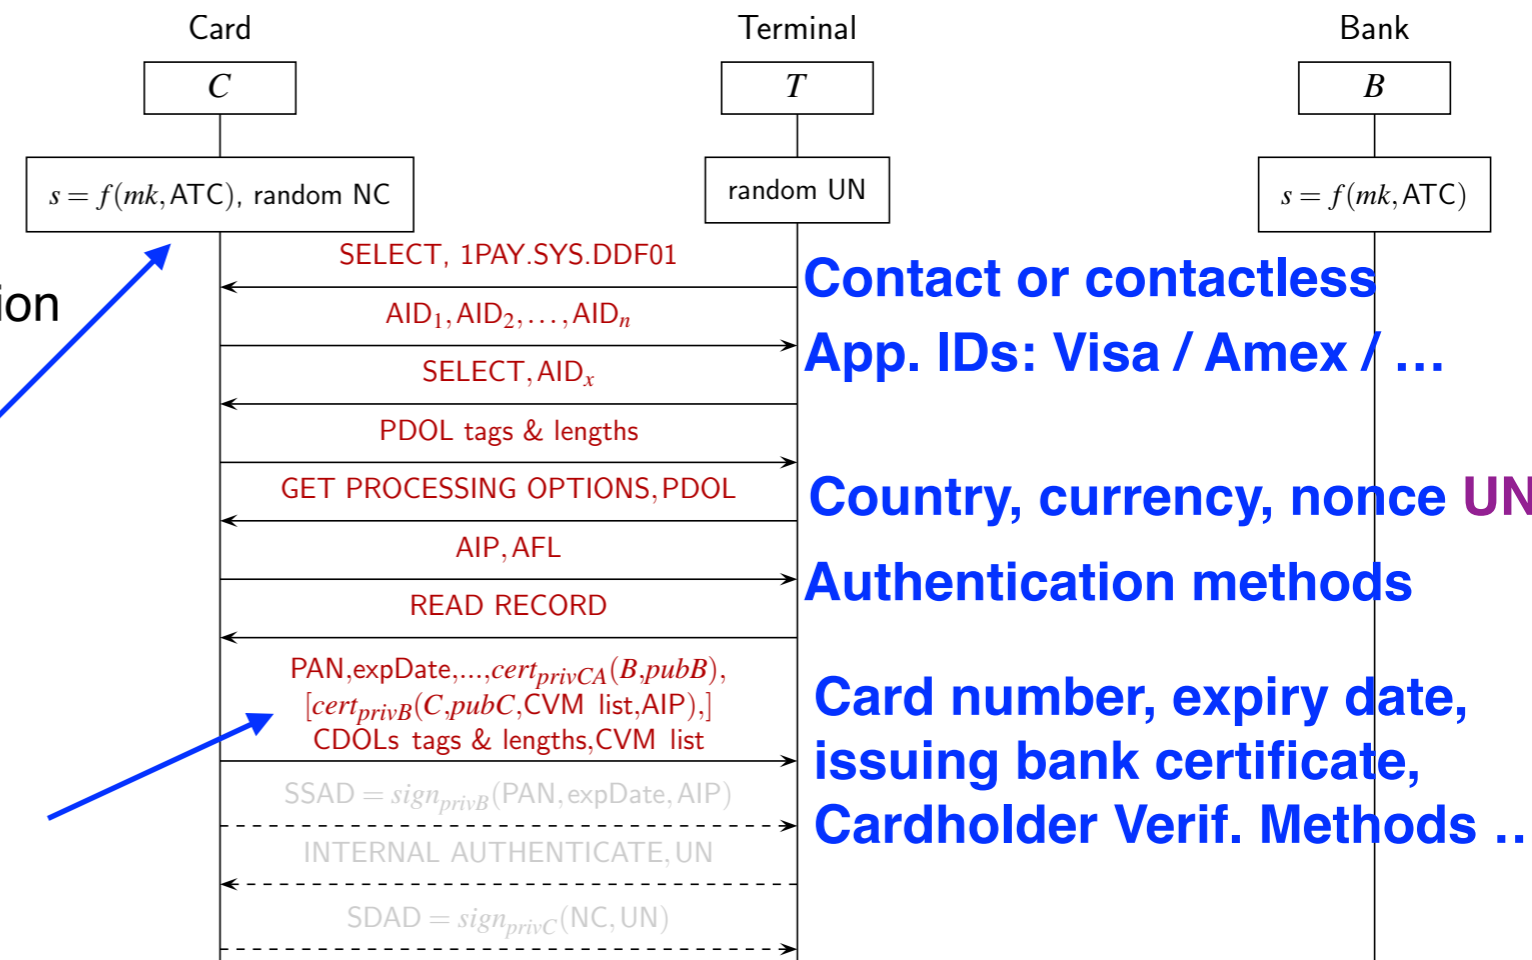 Card Terminal Bank
C T B
s = f(mk, ATC), random NC random UN s = f(mk, ATC)
SELECT, 1PAY.SYS.DDF01
Contact or contactless
ion
AID1, AID2, ..., AIDn
App. IDs: Visa / Amex / …
SELECT, AIDx
PDOL tags & lengths
GET PROCESSING OPTIONS, PDOL
Country, currency, nonce UN
AIP, AFL
Authentication methods
READ RECORD
PAN,expDate,...,cert_privCA(B,pubB),
[cert_privB(C,pubC,CVM list,AIP),]
CDOLs tags & lengths,CVM list
Card number, expiry date,
issuing bank certificate,
Cardholder Verif. Methods ..
SSAD = sign_privB(PAN, expDate, AIP)
INTERNAL AUTHENTICATE, UN
SDAD = sign_privC(NC, UN)